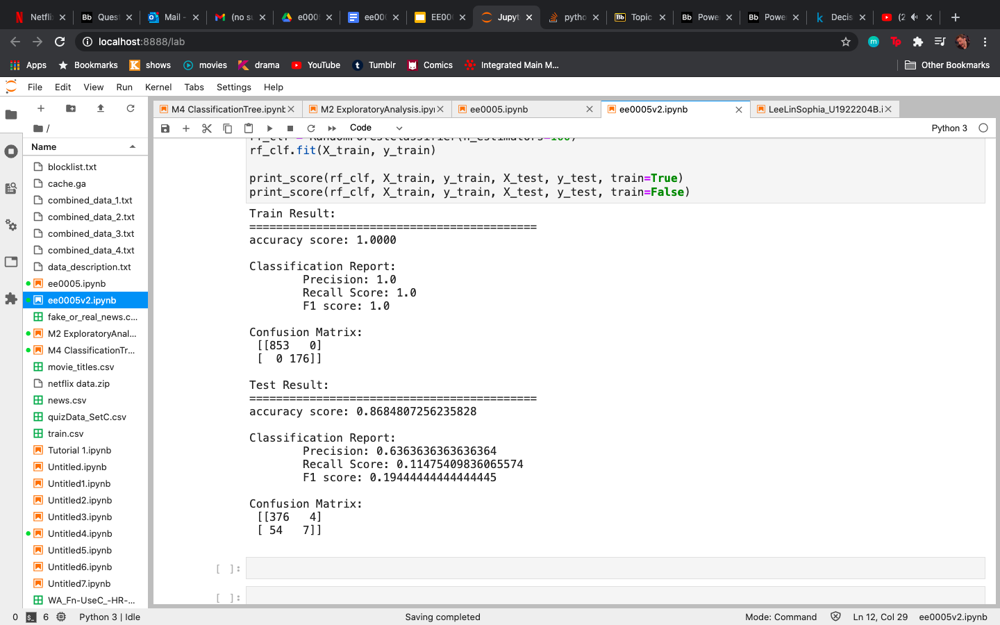 Netfli
Quest
Mail -
(no su
e000
ee00
EE00
Jupyt
pytho
Topic
Powe
Powe
Decis
(2
localhost:8888/lab
Apps
Bookmarks
shows
movies
drama
YouTube
Tumblr
Comics
Integrated Main M...
Other Bookmarks
File Edit View Run Kernel Tabs Settings Help
M4 ClassificationTree.ipynb
M2 ExploratoryAnalysis.ipyn
ee0005.ipynb
ee0005v2.ipynb
LeeLinSophia_U1922204B.i
Code
Python 3
/
Name
blocklist.txt
cache.ga
combined_data_1.txt
combined_data_2.txt
combined_data_3.txt
combined_data_4.txt
data_description.txt
ee0005.ipynb
ee0005v2.ipynb
fake_or_real_news.c...
M2 ExploratoryAnal...
M4 ClassificationTr...
movie_titles.csv
netflix data.zip
news.csv
quizData_SetC.csv
train.csv
Tutorial 1.ipynb
Untitled.ipynb
Untitled1.ipynb
Untitled2.ipynb
Untitled3.ipynb
Untitled4.ipynb
Untitled5.ipynb
Untitled6.ipynb
Untitled7.ipynb
WA_Fn-UseC_-HR-...
rf_clf = RandomForestClassifier(n_estimators=100)
rf_clf.fit(X_train, y_train)
print_score(rf_clf, X_train, y_train, X_test, y_test, train=True)
print_score(rf_clf, X_train, y_train, X_test, y_test, train=False)
Train Result:
===========================================
accuracy score: 1.0000
Classification Report:
Precision: 1.0
Recall Score: 1.0
F1 score: 1.0
Confusion Matrix:
[[853   0]
[  0 176]]
Test Result:
===========================================
accuracy score: 0.8684807256235828
Classification Report:
Precision: 0.6363636363636364
Recall Score: 0.11475409836065574
F1 score: 0.19444444444444445
Confusion Matrix:
[[376   4]
[ 54   7]]
[ ]:
[ ]:
0
6
Python 3 | Idle
Saving completed
Mode: Command
Ln 12, Col 29
ee0005v2.ipynb